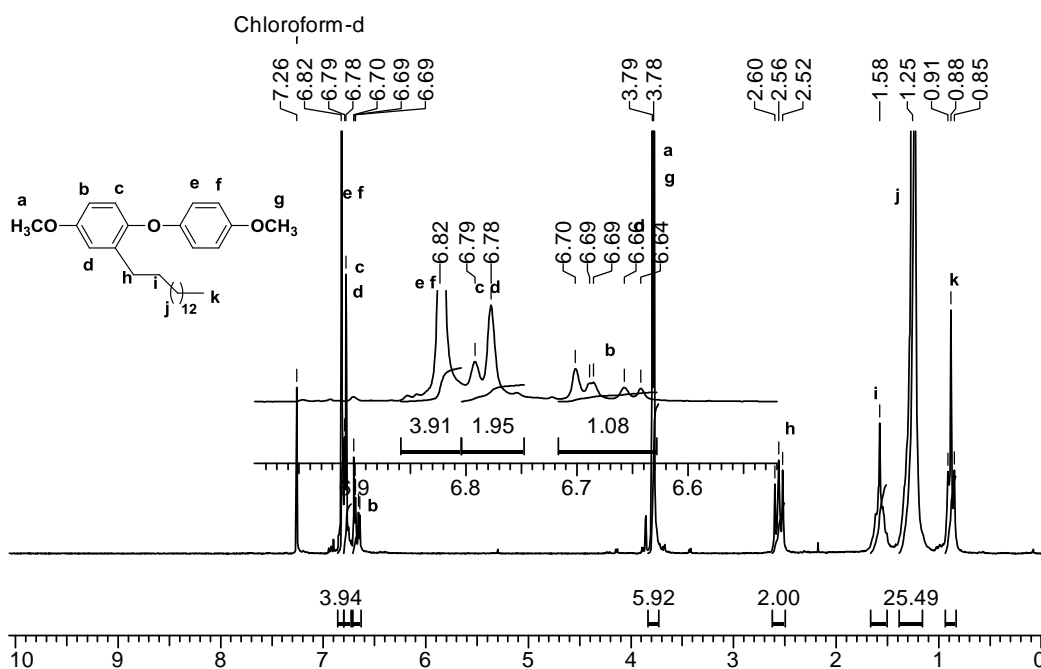 Chloroform-d
7.26
6.82
6.79
6.78
6.70
6.69
6.69
3.79
3.78
2.60
2.56
2.52
1.58
1.25
0.91
0.88
0.85
a
g
e f
c
d
b
j
k
i
h
a
b
c
e
f
g
H3CO
O
OCH3
d
h
i
j
12
k
6.82
6.79
6.78
6.70
6.69
6.69
6.66
6.64
e f
c d
b
d
3.91
1.95
1.08
6.9
6.8
6.7
6.6
3.94
5.92
2.00
25.49
10
9
8
7
6
5
4
3
2
1
0